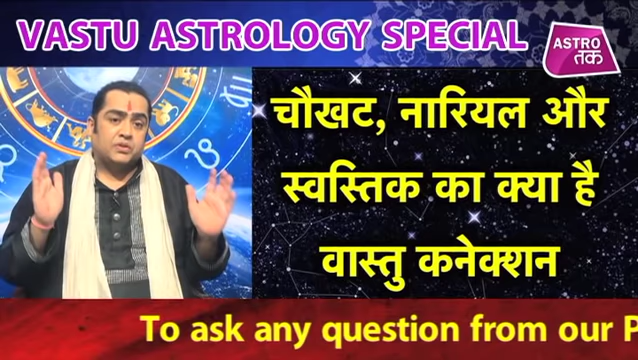 VASTU ASTROLOGY SPECIAL
ASTRO
तक
चौखट, नारियल और
स्वस्तिक का क्या है
वास्तु कनेक्शन
To ask any question from our P